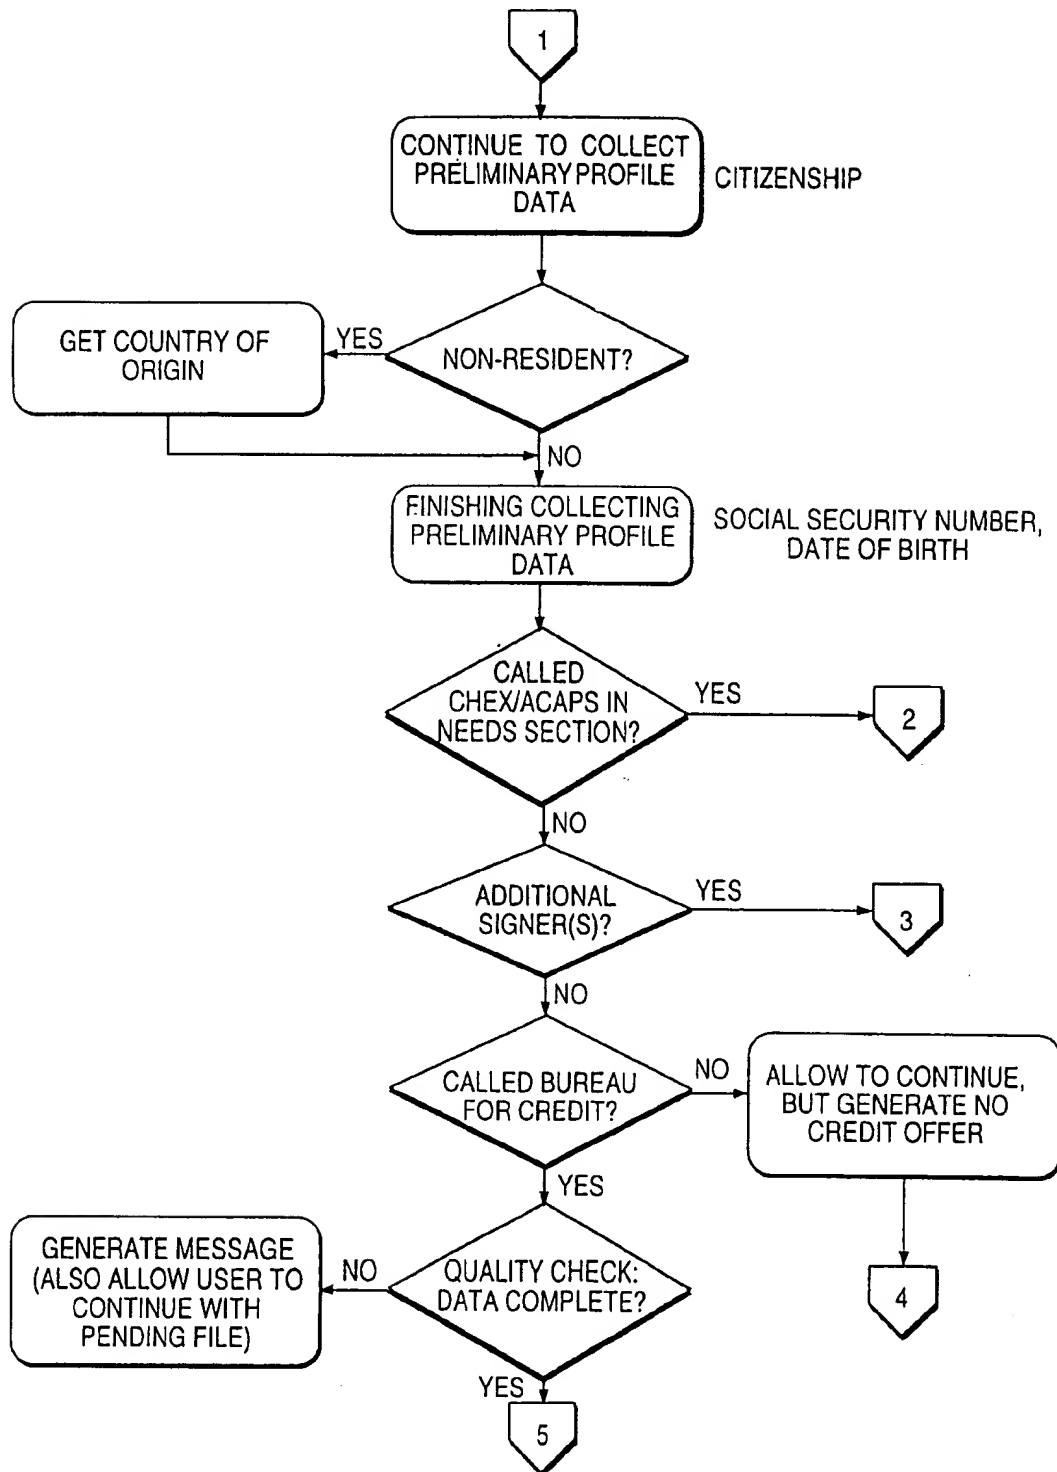 1
CONTINUE TO COLLECT
PRELIMINARY PROFILE
DATA
CITIZENSHIP
GET COUNTRY OF
ORIGIN
YES
NON-RESIDENT?
NO
FINISHING COLLECTING
PRELIMINARY PROFILE
DATA
SOCIAL SECURITY NUMBER,
DATE OF BIRTH
CALLED
CHEX/ACAPS IN
NEEDS SECTION?
YES
2
NO
ADDITIONAL
SIGNER(S)?
YES
3
NO
CALLED BUREAU
FOR CREDIT?
NO
ALLOW TO CONTINUE,
BUT GENERATE NO
CREDIT OFFER
YES
4
GENERATE MESSAGE
(ALSO ALLOW USER TO
CONTINUE WITH
PENDING FILE)
NO
QUALITY CHECK:
DATA COMPLETE?
YES
5